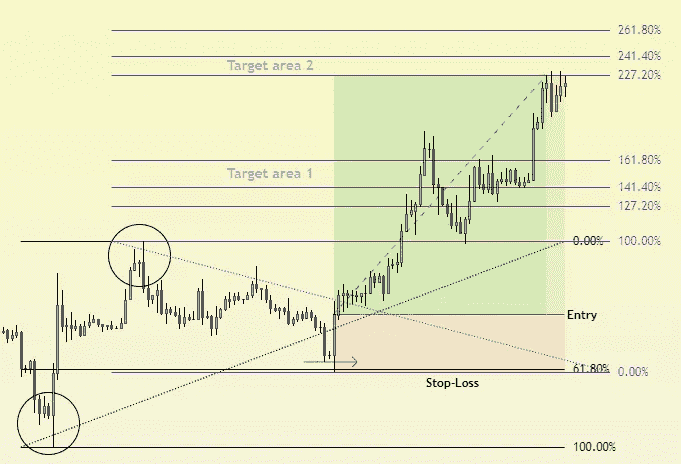 261.80%
241.40%
Target area 2
227.20%
161.80%
Target area 1
141.40%
127.20%
0.00% 100.00%
Entry
61.80% 0.00%
Stop-Loss
100.00%